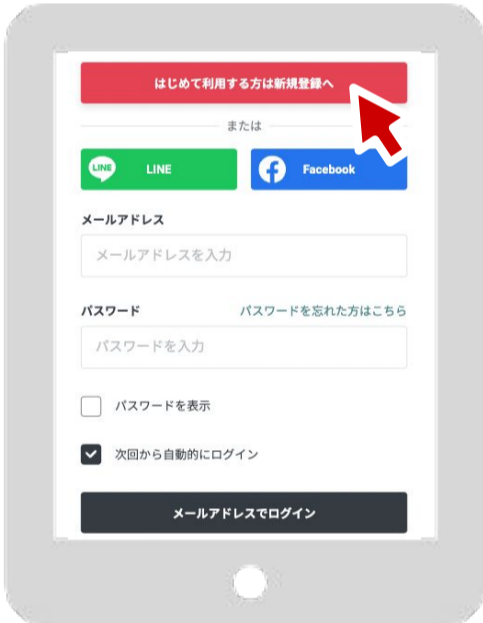 はじめて利用する方は新規登録へ
または
LINE LINE
Facebook
メールアドレス
メールアドレスを入力
パスワード
パスワードを忘れた方はこちら
パスワードを入力
パスワードを表示
次回から自動的にログイン
メールアドレスでログイン